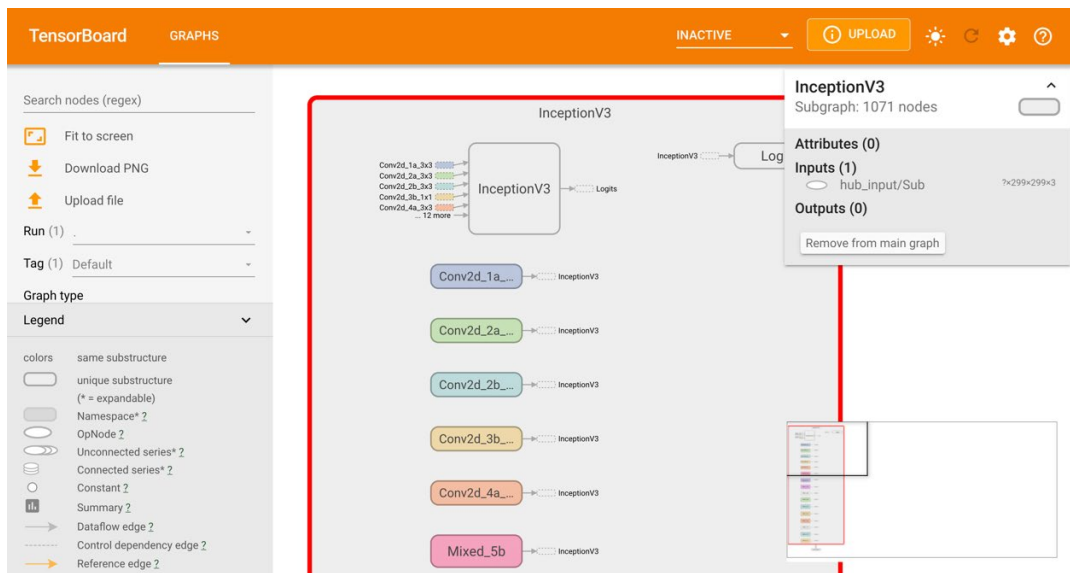 TensorBoard GRAPHS INACTIVE UPLOAD
Search nodes (regex)
Fit to screen
Download PNG
Upload file
Run (1) .
Tag (1) Default
Graph type
Legend
colors same substructure
unique substructure
(* = expandable)
Namespace* ?
OpNode ?
Unconnected series* ?
Connected series* ?
Constant ?
Summary ?
Dataflow edge ?
Control dependency edge ?
Reference edge ?
InceptionV3
Conv2d_1a_3x3
Conv2d_2a_3x3
Conv2d_2b_3x3
Conv2d_3b_1x1
Conv2d_4a_3x3
... 12 more
InceptionV3
Logits
InceptionV3
Log
Conv2d_1a_... InceptionV3
Conv2d_2a_... InceptionV3
Conv2d_2b_... InceptionV3
Conv2d_3b_... InceptionV3
Conv2d_4a_... InceptionV3
Mixed_5b InceptionV3
InceptionV3
Subgraph: 1071 nodes
Attributes (0)
Inputs (1)
hub_input/Sub ?×299×299×3
Outputs (0)
Remove from main graph